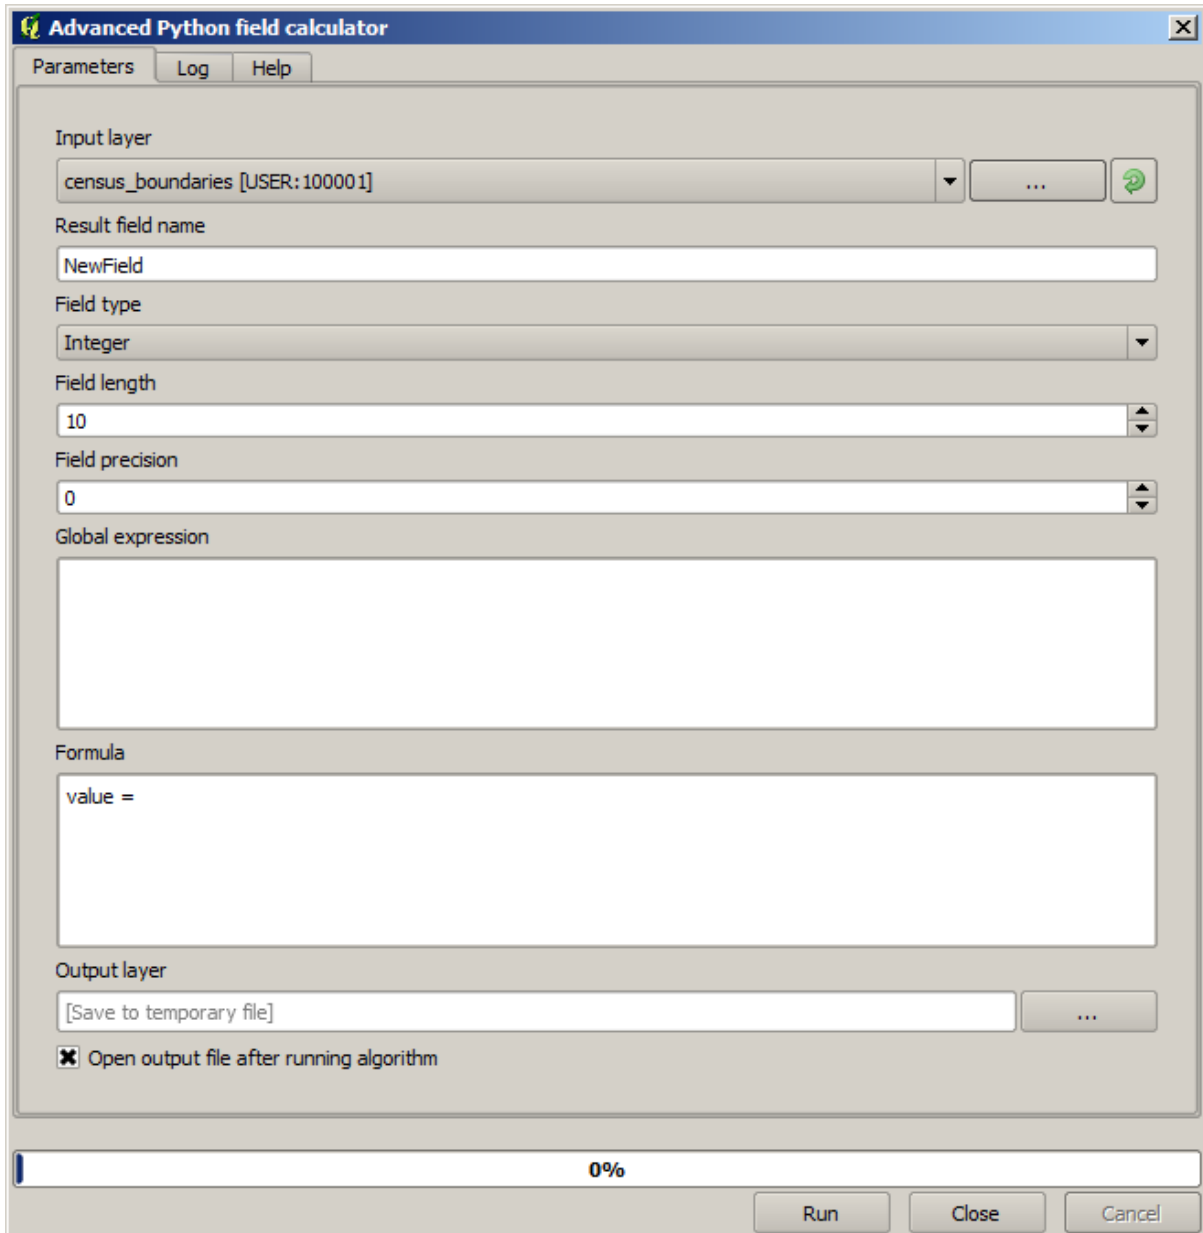 Advanced Python field calculator
Parameters Log Help
Input layer
census_boundaries [USER:100001] ...
Result field name
NewField
Field type
Integer
Field length
10
Field precision
0
Global expression
Formula
value =
Output layer
[Save to temporary file] ...
Open output file after running algorithm
0%
Run Close Cancel